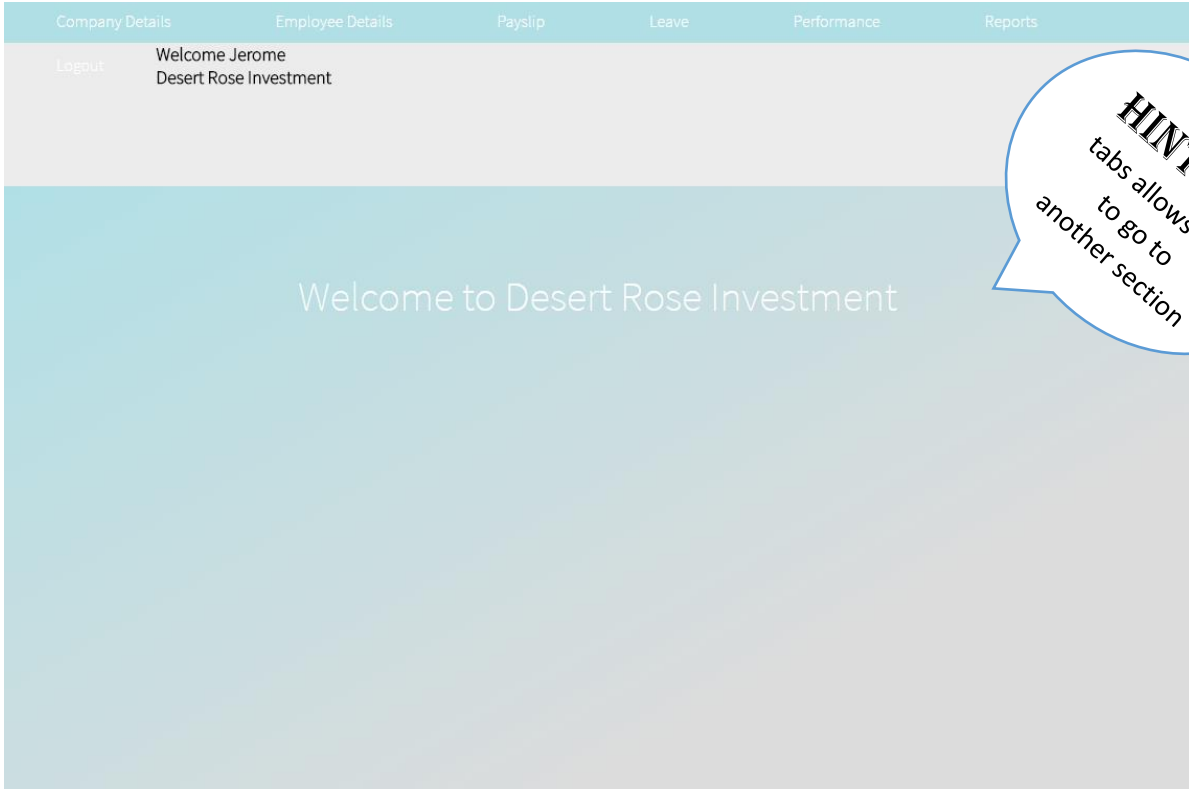 Company Details Employee Details Payslip Leave Performance Reports
Logout
Welcome Jerome
Desert Rose Investment
HINT
tabs allows
to go to
another section
Welcome to Desert Rose Investment